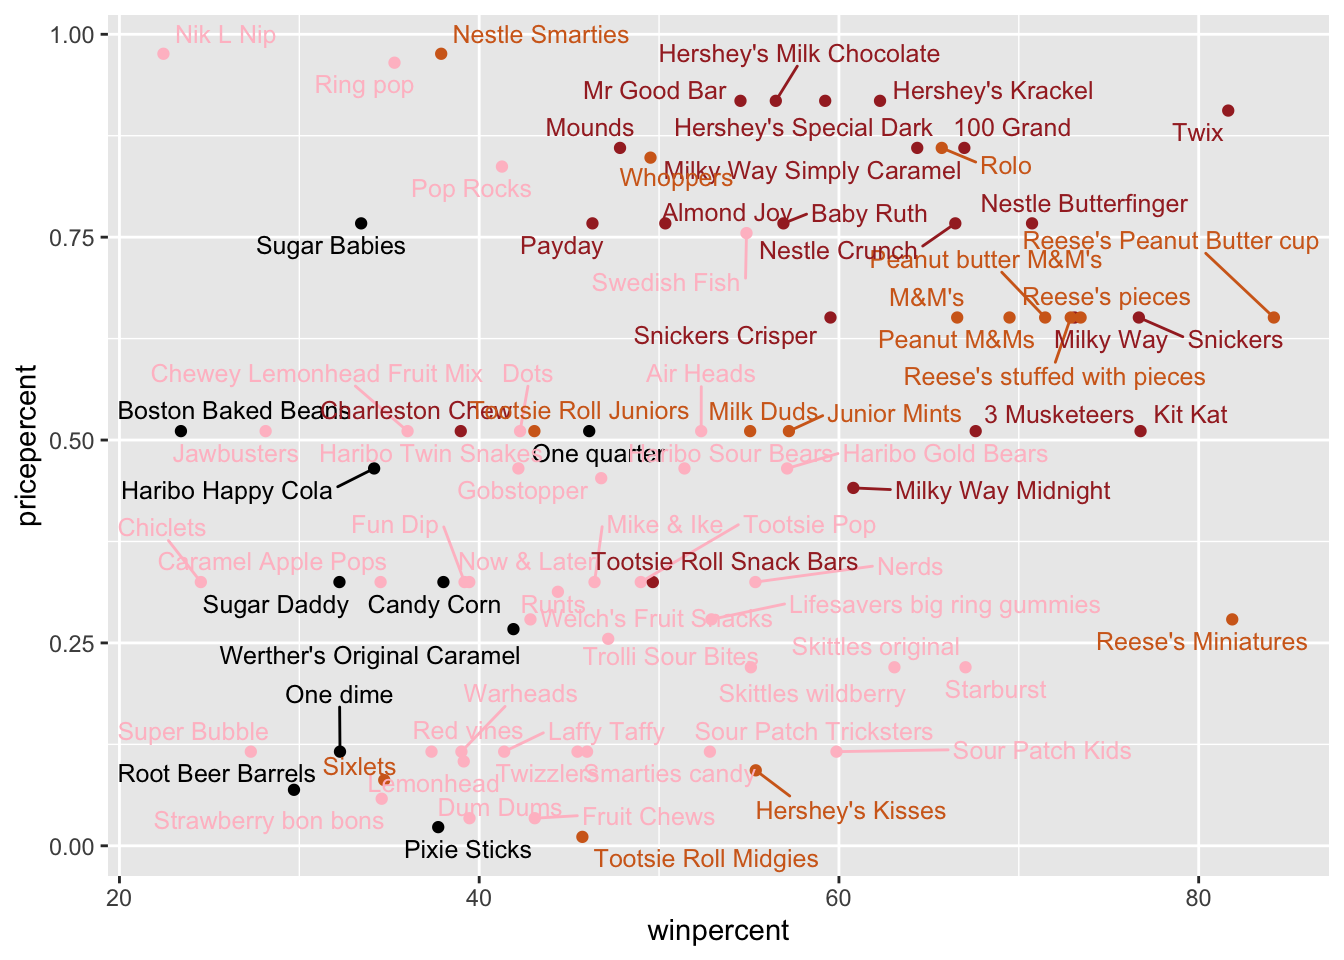 1.00
Nik L Nip
Nestle Smarties
Hershey's Milk Chocolate
Ring pop
Mr Good Bar
Hershey's Krackel
Mounds
Hershey's Special Dark
100 Grand
Twix
Whoppers
Milky Way Simply Caramel
Rolo
Pop Rocks
Almond Joy
Baby Ruth
Nestle Butterfinger
0.75
Sugar Babies
Payday
Nestle Crunch
Reese's Peanut Butter cup
Peanut butter M&M's
Swedish Fish
M&M's
Reese's pieces
Snickers Crisper
Peanut M&Ms
Milky Way
Snickers
Chewey Lemonhead Fruit Mix
Dots
Air Heads
Reese's stuffed with pieces
Boston Baked Beans
Charleston Chew
Tootsie Roll Juniors
Milk Duds
Junior Mints
3 Musketeers
Kit Kat
0.50
Jawbusters
Haribo Twin Snakes
One quarter
Haribo Sour Bears
Haribo Gold Bears
Haribo Happy Cola
Gobstopper
Milky Way Midnight
Chiclets
Fun Dip
Mike & Ike
Tootsie Pop
Caramel Apple Pops
Now & Later
Tootsie Roll Snack Bars
Nerds
Sugar Daddy
Candy Corn
Runts
Welch's Fruit Snacks
Lifesavers big ring gummies
0.25
Werther's Original Caramel
Trolli Sour Bites
Skittles original
Reese's Miniatures
One dime
Warheads
Skittles wildberry
Starburst
Super Bubble
Red vines
Laffy Taffy
Sour Patch Tricksters
Sour Patch Kids
Root Beer Barrels
Sixlets
Lemonhead
Twizzlers
Smarties candy
Strawberry bon bons
Dum Dums
Fruit Chews
Hershey's Kisses
0.00
Pixie Sticks
Tootsie Roll Midgies
20
40
60
80
winpercent
pricepercent